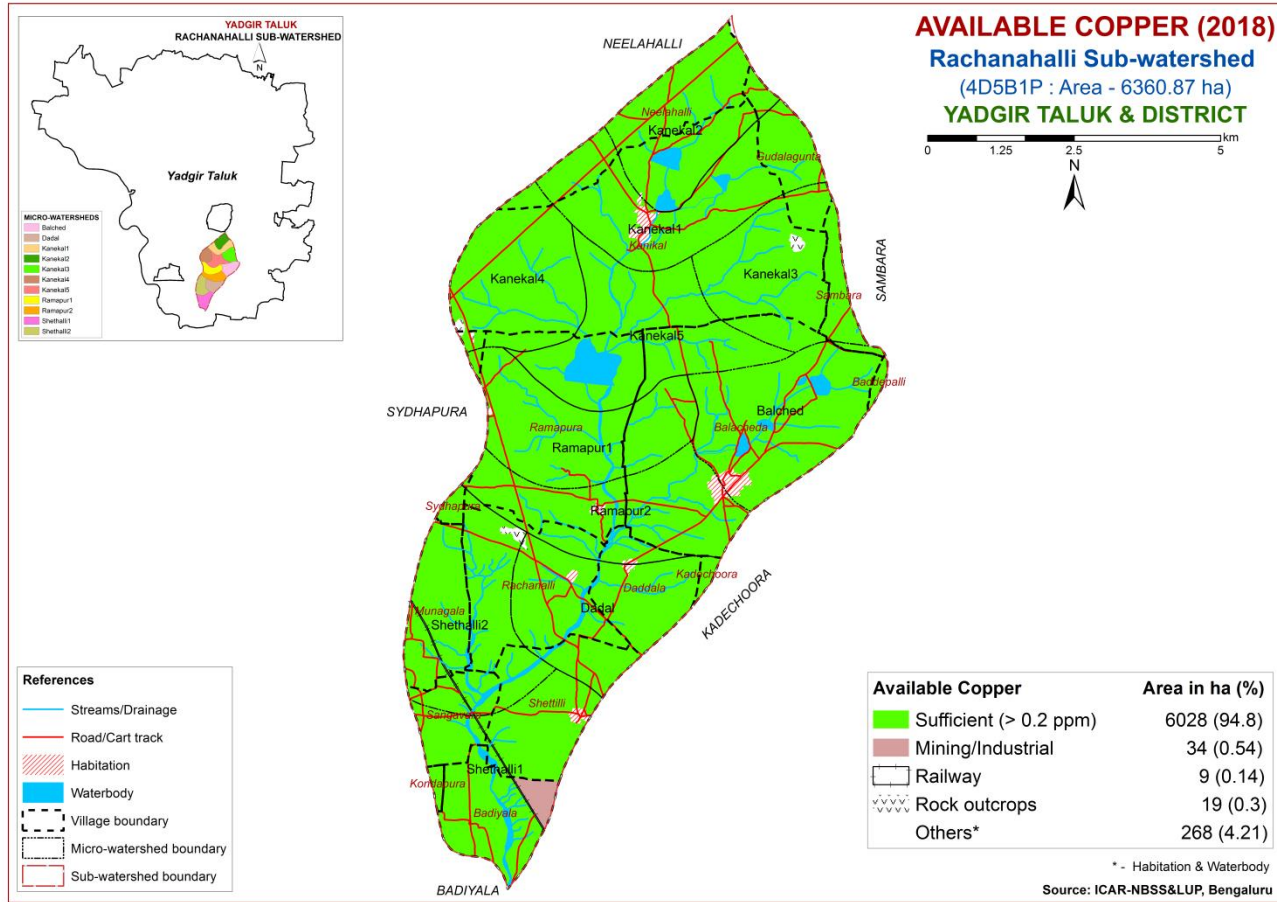 YADGIR TALUK
RACHANAHALLI SUB-WATERSHED
N
Yadgir Taluk
MICRO-WATERSHEDS
Balched
Dadal
Kanekal1
Kanekal2
Kanekal3
Kanekal4
Kanekal5
Ramapur1
Ramapur2
Shethalli1
Shethalli2
AVAILABLE COPPER (2018)
Rachanahalli Sub-watershed
(4D5B1P : Area - 6360.87 ha)
YADGIR TALUK & DISTRICT
km
0 1.25 2.5 5
N
NEELAHALLI
Neelahalli
Kanekal2
Gudalagunta
Kanekal1
Kanikal
Kanekal4
Kanekal3
SAMBARA
Sambara
Kanekal5
Baddepalli
SYDHAPURA
Balched
Ramapura
Balacheda
Ramapur1
Sydhapura
Ramapur2
Rachanalli
Daddala
Kadechoora
KADECHOORA
Munagala
Dadal
Shethalli2
Shettilli
Sangavara
Shethalli1
Kondapura
Badiyala
BADIYALA
References
Streams/Drainage
Road/Cart track
Habitation
Waterbody
Village boundary
Micro-watershed boundary
Sub-watershed boundary
Available Copper Area in ha (%)
Sufficient (> 0.2 ppm) 6028 (94.8)
Mining/Industrial 34 (0.54)
Railway 9 (0.14)
Rock outcrops 19 (0.3)
Others* 268 (4.21)
* - Habitation & Waterbody
Source: ICAR-NBSS&LUP, Bengaluru